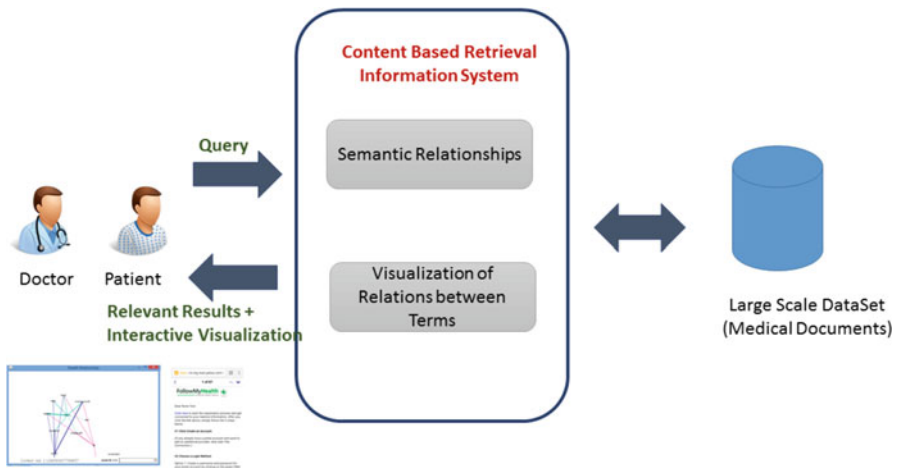 Content Based Retrieval
Information System
Query
Semantic Relationships
Doctor
Patient
Visualization of
Relations between
Terms
Relevant Results +
Interactive Visualization
Large Scale DataSet
(Medical Documents)
FollowMyHealth